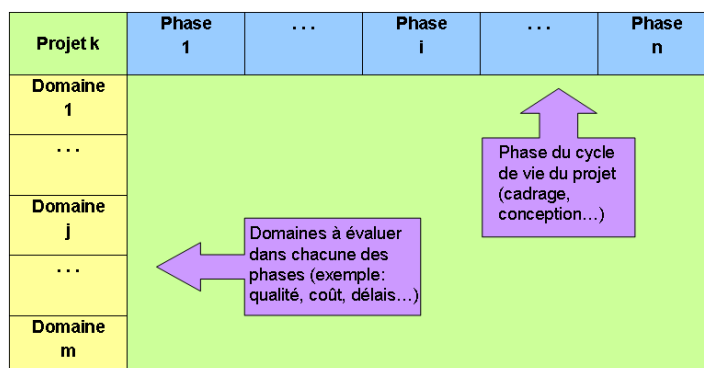 Projet k
Phase
1
...
Phase
i
...
Phase
n
Domaine
1
...
Domaine
j
...
Domaine
m
Phase du cycle
de vie du projet
(cadrage,
conception...)
Domaines à évaluer
dans chacune des
phases (exemple:
qualité, coût, délais...)